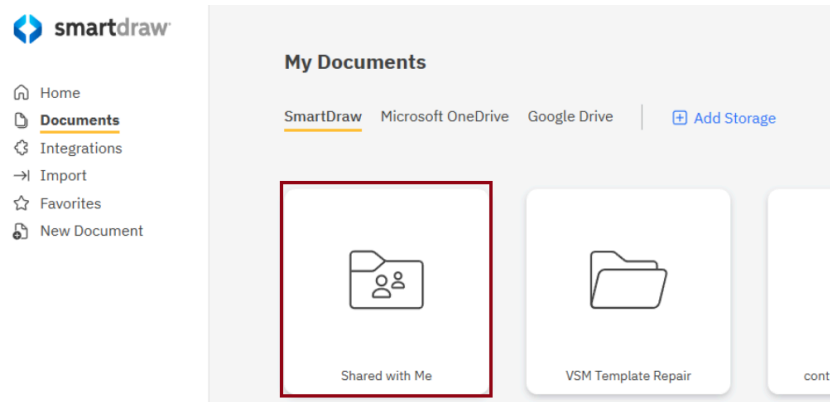 smartdraw
Home
Documents
Integrations
Import
Favorites
New Document
My Documents
SmartDraw Microsoft OneDrive Google Drive Add Storage
Shared with Me VSM Template Repair cont